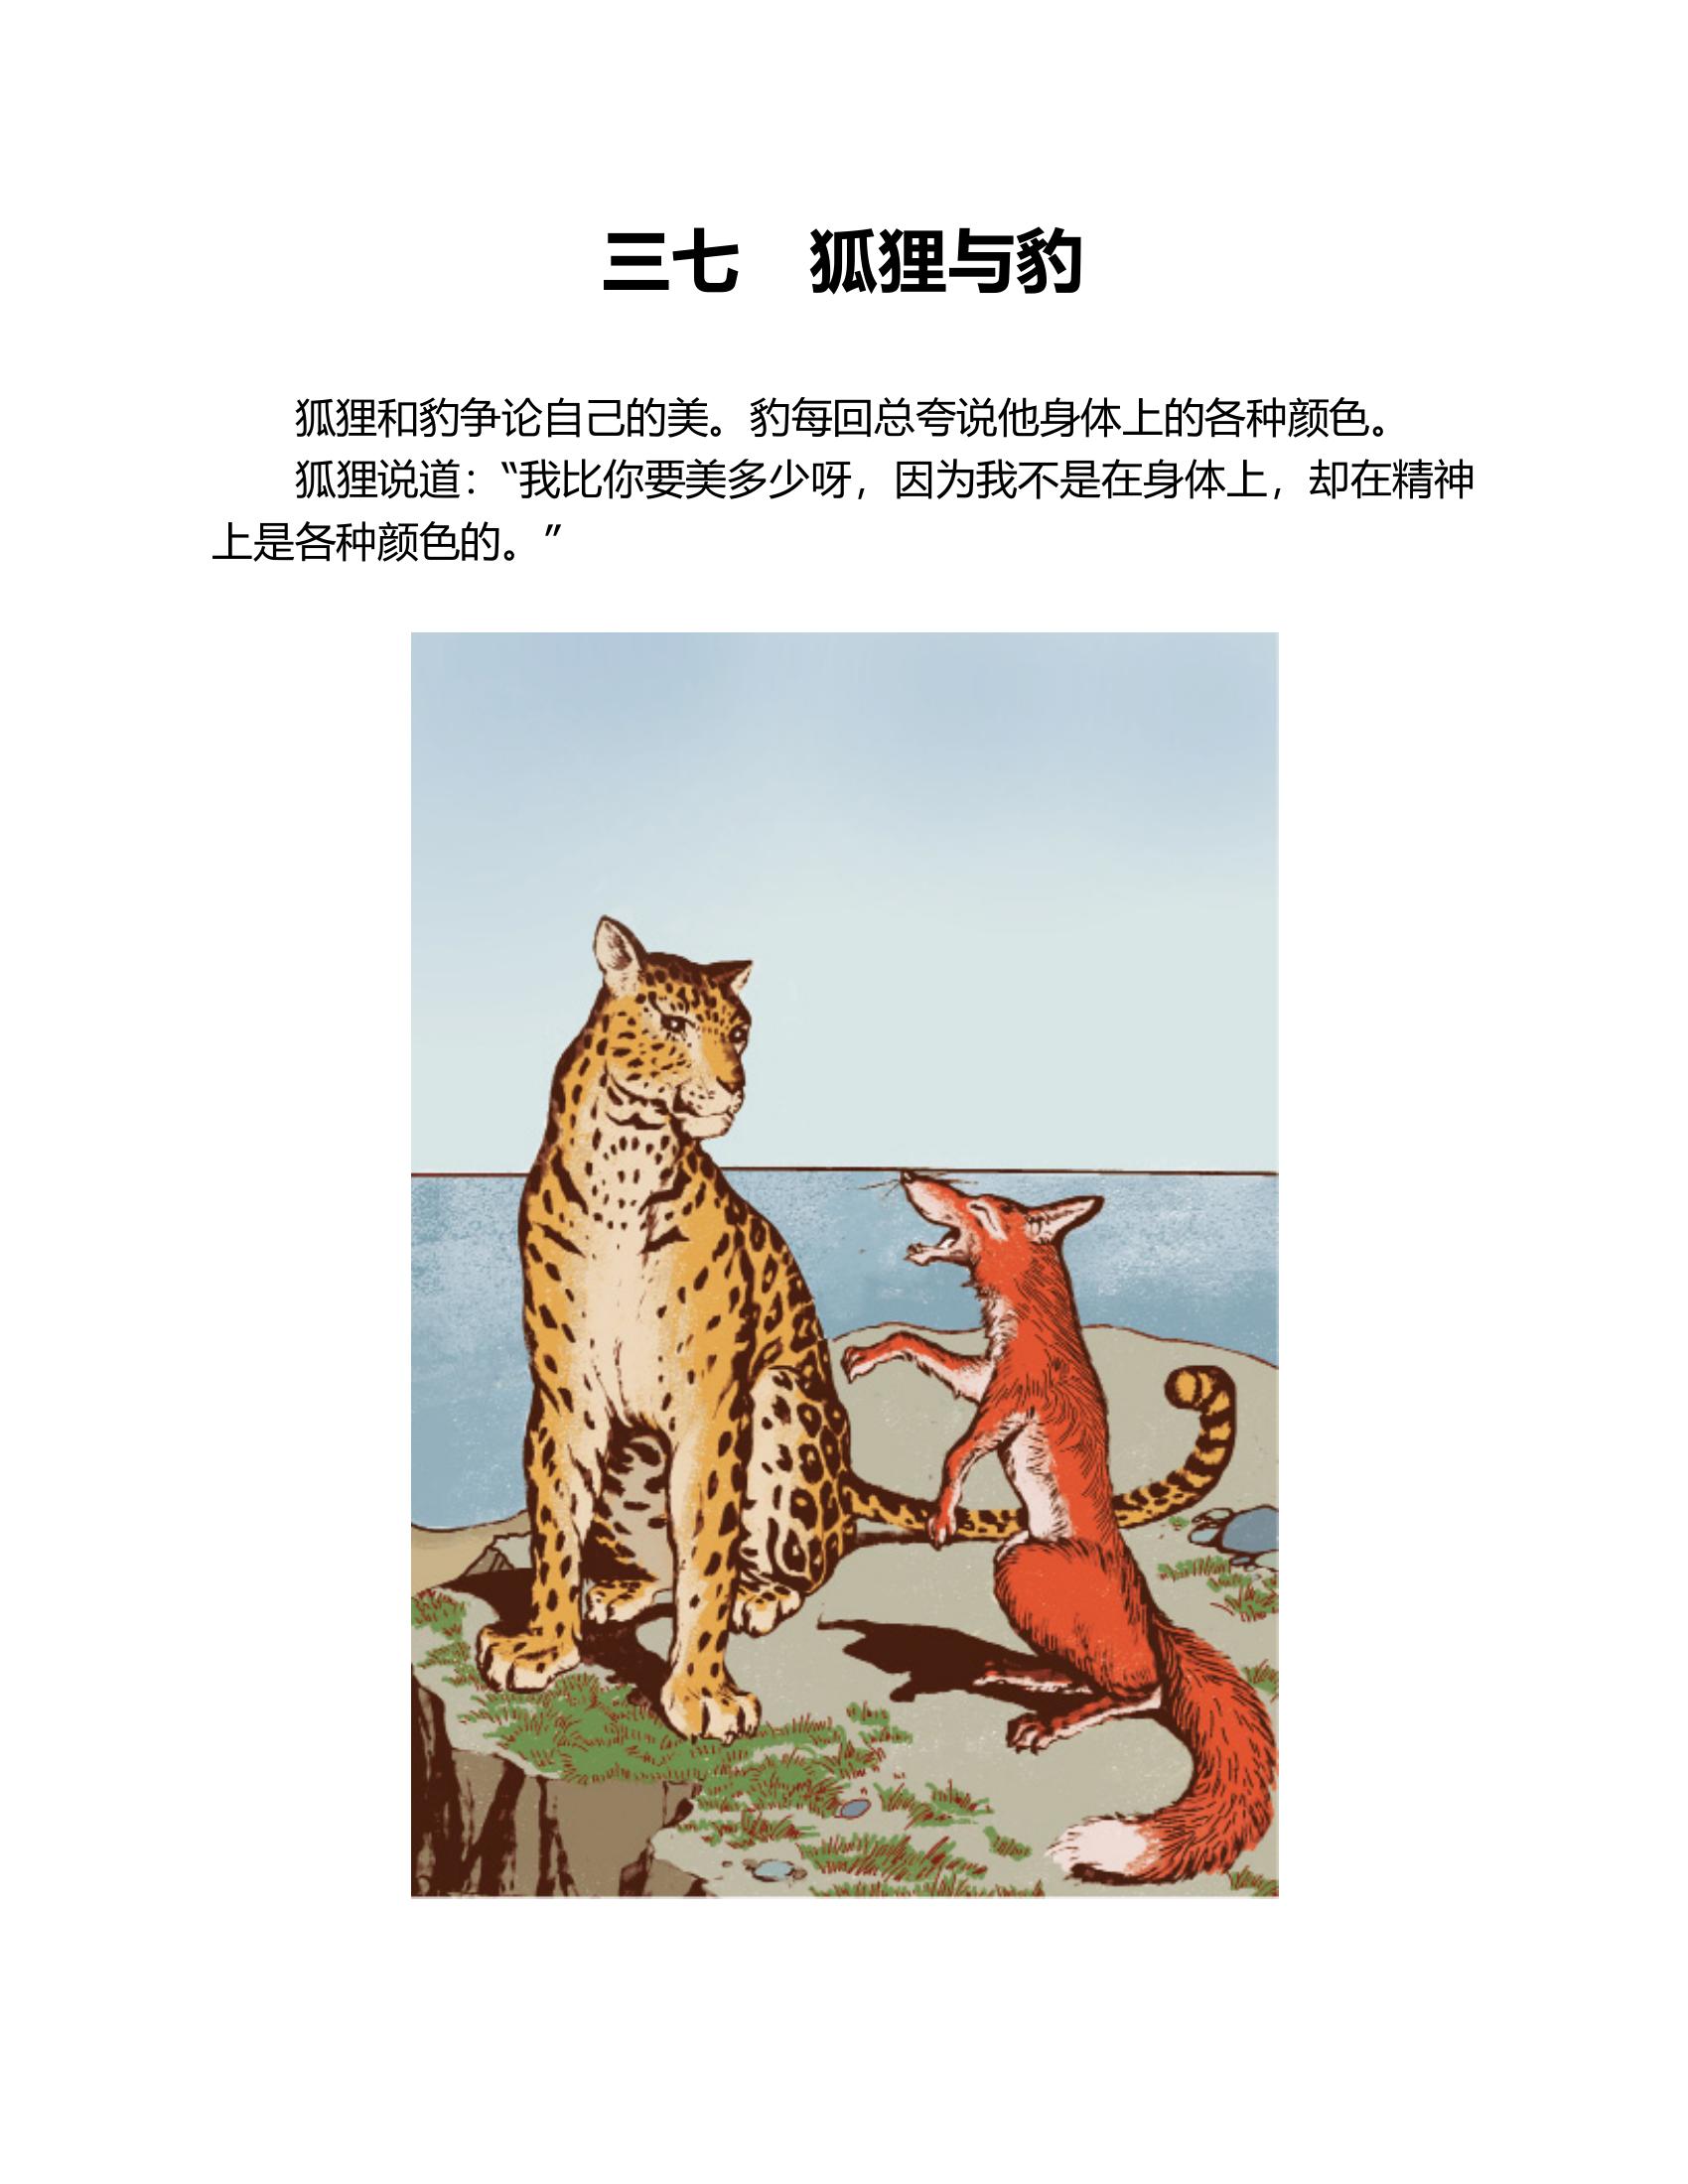 三七　狐狸与豹
狐狸和豹争论自己的美。豹每回总夸说他身体上的各种颜色。
狐狸说道：“我比你要美多少呀，因为我不是在身体上，却在精神
上是各种颜色的。”